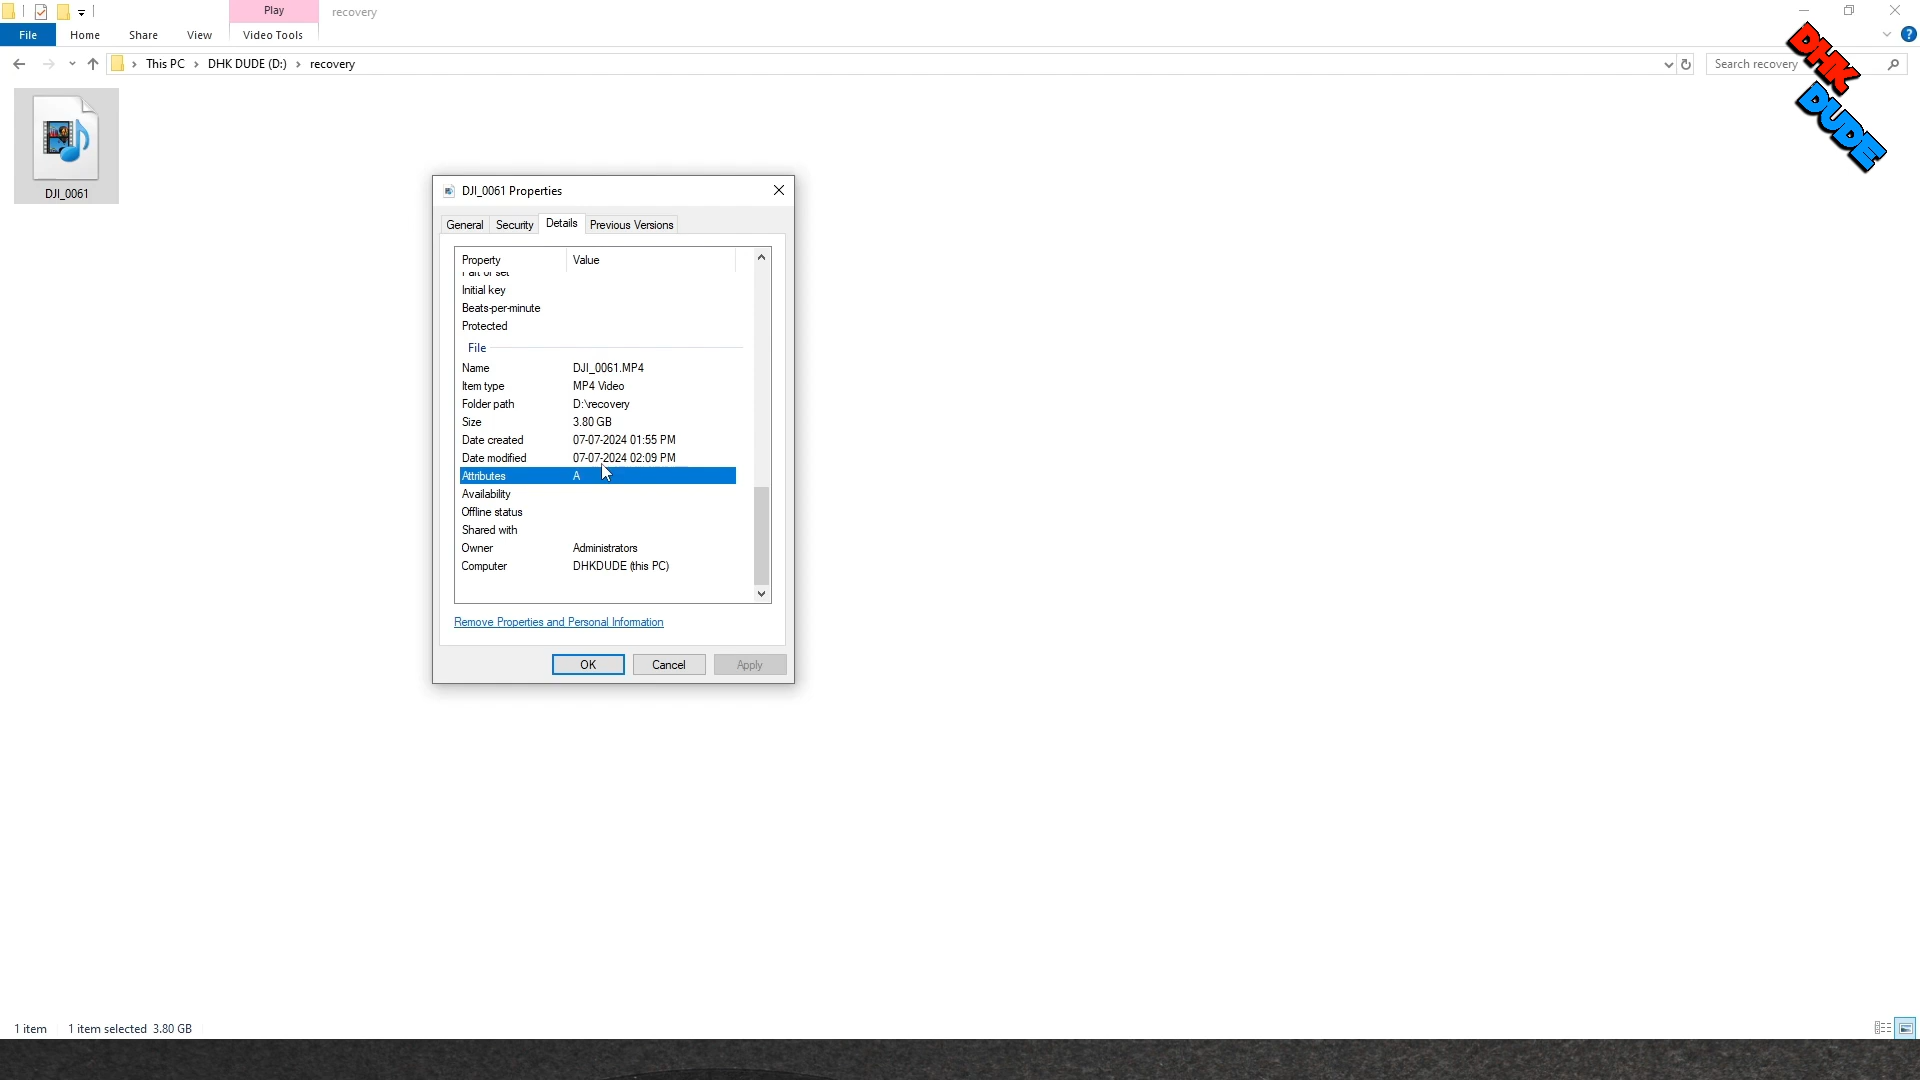 Play
recovery
File
Home
Share
View
Video Tools
This PC
DHK DUDE (D:)
recovery
Search recovery
DHK
DUDE
DJI_0061
DJI_0061 Properties
General
Security
Details
Previous Versions
Property Value
Part of set
Initial key
Beats-per-minute
Protected
File
Name DJI_0061.MP4
Item type MP4 Video
Folder path D:\recovery
Size 3.80 GB
Date created 07-07-2024 01:55 PM
Date modified 07-07-2024 02:09 PM
Attributes A
Availability
Offline status
Shared with
Owner Administrators
Computer DHKDUDE (this PC)
Remove Properties and Personal Information
OK
Cancel
Apply
1 item 1 item selected 3.80 GB